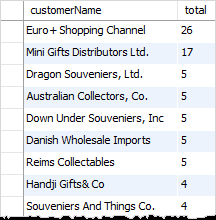 customerName total
Euro+ Shopping Channel 26
Mini Gifts Distributors Ltd. 17
Dragon Souveniers, Ltd. 5
Australian Collectors, Co. 5
Down Under Souveniers, Inc 5
Danish Wholesale Imports 5
Reims Collectables 5
Handji Gifts& Co 4
Souveniers And Things Co. 4